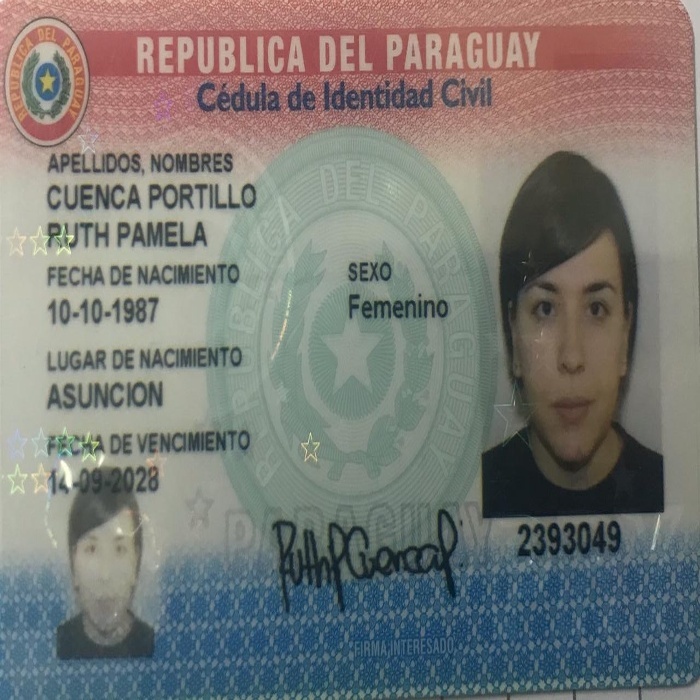 REPUBLICA DEL PARAGUAY
REPUBLICA DEL PARAGUAY
Cédula de Identidad Civil
APELLIDOS, NOMBRES
CUENCA PORTILLO
RUTH PAMELA
FECHA DE NACIMIENTO
10-10-1987
SEXO
Femenino
LUGAR DE NACIMIENTO
ASUNCION
FECHA DE VENCIMIENTO
14-09-2028
REPUBLICA DEL PARAGUAY
PARAGUAY
RuthPCuencaP.
2393049
FIRMA INTERESADO